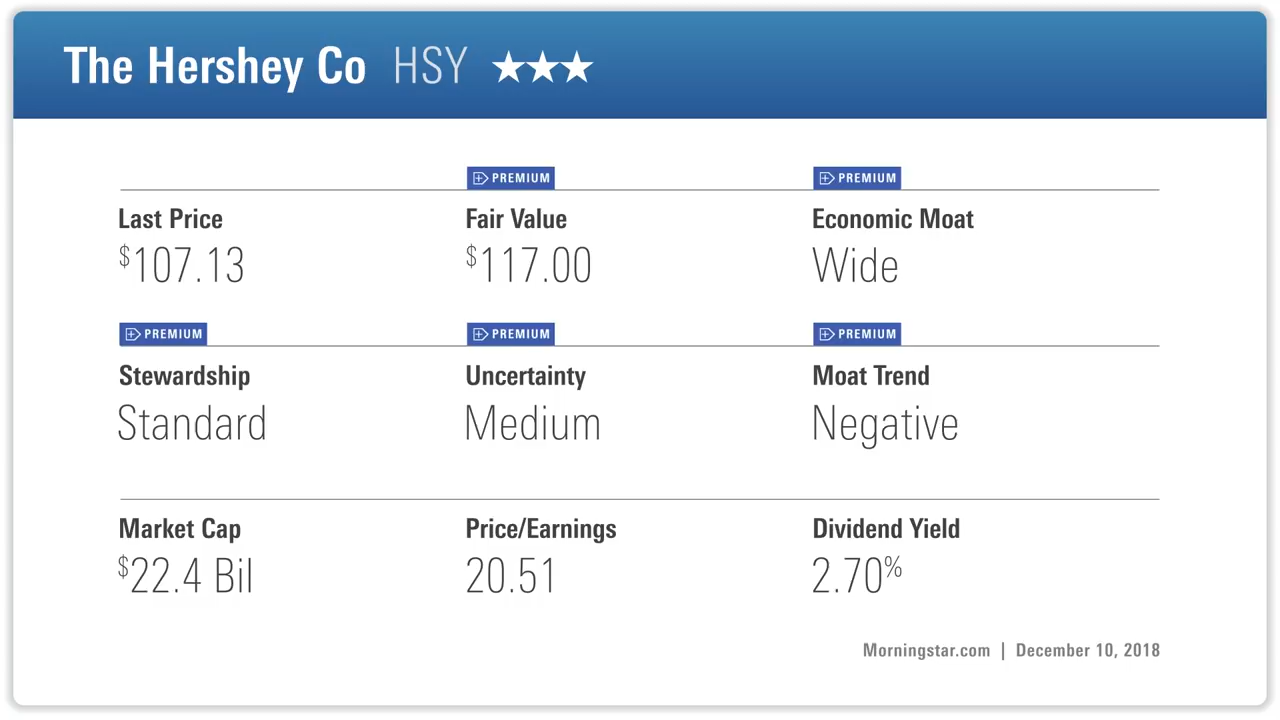 The Hershey Co HSY ★★★
PREMIUM PREMIUM
Last Price Fair Value Economic Moat
$107.13 $117.00 Wide
PREMIUM PREMIUM PREMIUM
Stewardship Uncertainty Moat Trend
Standard Medium Negative
Market Cap Price/Earnings Dividend Yield
$22.4 Bil 20.51 2.70%
Morningstar.com | December 10, 2018